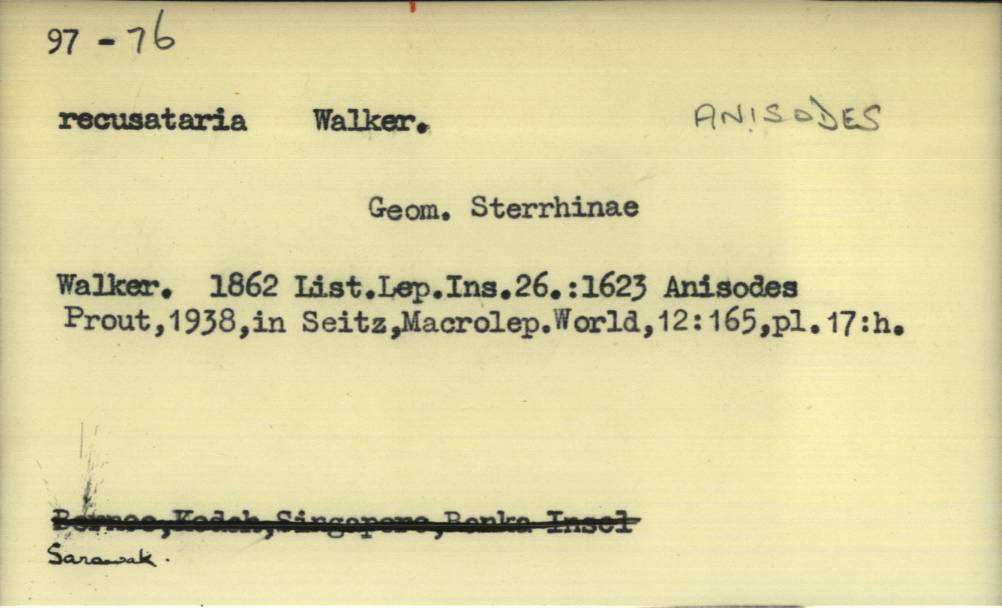 97 - 76
recusataria Walker. ANISODES
Geom. Sterrhinae
Walker. 1862 List.Lep.Ins.26.:1623 Anisodes
Prout,1938,in Seitz,Macrolep.World,12:165,pl.17:h.
Borneo,Kedah,Singapore,Banka Insel
Sarawak.